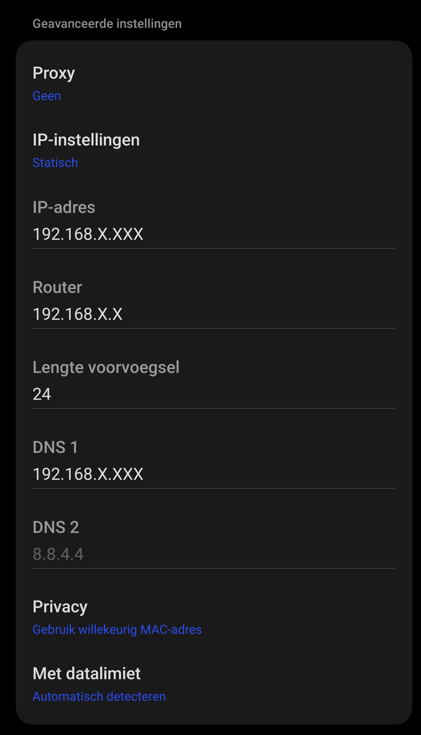 Geavanceerde instellingen
Proxy
Geen
IP-instellingen
Statisch
IP-adres
192.168.X.XXX
Router
192.168.X.X
Lengte voorvoegsel
24
DNS 1
192.168.X.XXX
DNS 2
8.8.4.4
Privacy
Gebruik willekeurig MAC-adres
Met datalimiet
Automatisch detecteren